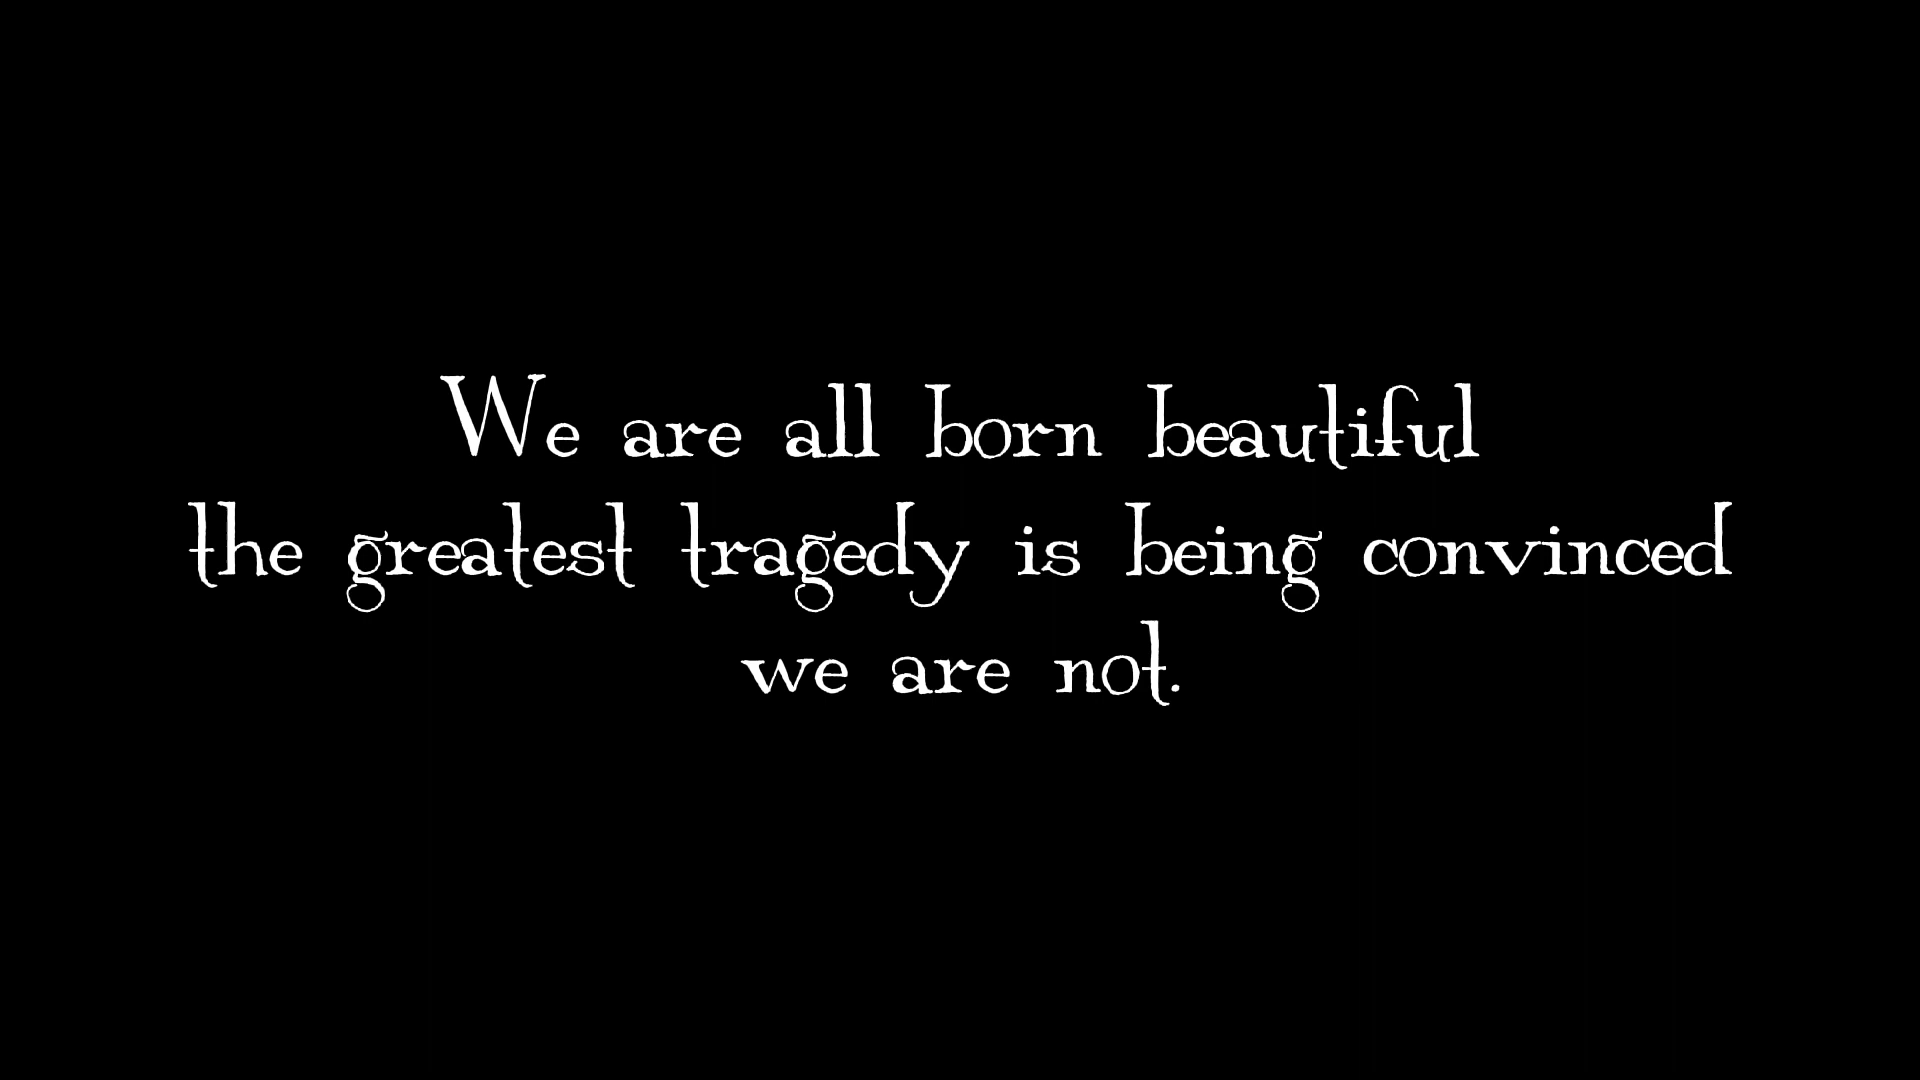 We are all born beautiful
the greatest tragedy is being convinced
we are not.